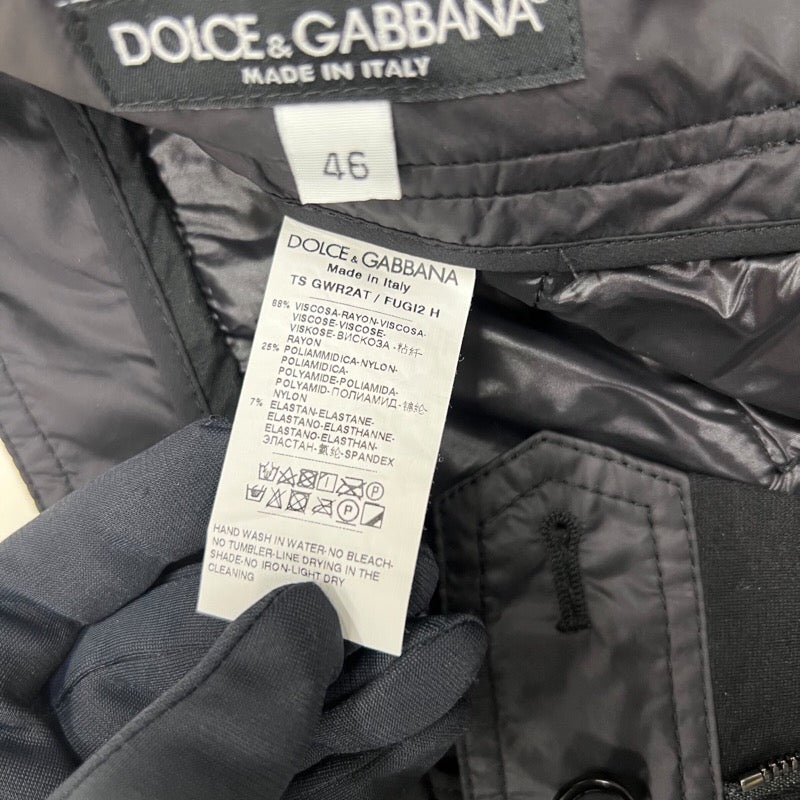 DOLCE & GABBANA
MADE IN ITALY
46
DOLCE & GABBANA
Made in Italy
TS GWR2AT / FUGI2 H
68% VISCOSA-RAYON-VISCOSA-
VISCOSE-VISCOSE-
VISKOSE-ВИСКОЗА-粘纤-
RAYON
25% POLIAMMIDICA-NYLON-
POLIAMIDICA-
POLYAMIDE-POLIAMIDA-
POLYAMID-ПОЛИАМИД-锦纶-
NYLON
7% ELASTAN-ELASTANE-
ELASTANO-ELASTHANNE-
ELASTANO-ELASTHAN-
ЭЛАСТАН-氨纶-SPANDEX
HAND WASH IN WATER-NO BLEACH-
NO TUMBLER-LINE DRYING IN THE
SHADE-NO IRON-LIGHT DRY
CLEANING